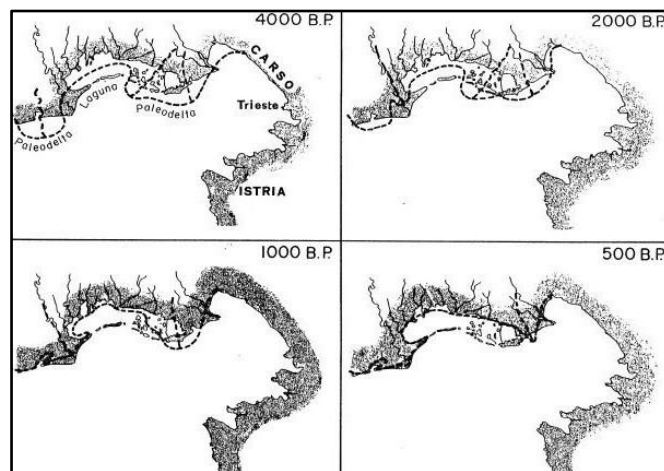 4000 B.P.
CARSO
Laguna
Paleodelta
Trieste
Paleodelta
ISTRIA
2000 B.P.
1000 B.P.
500 B.P.